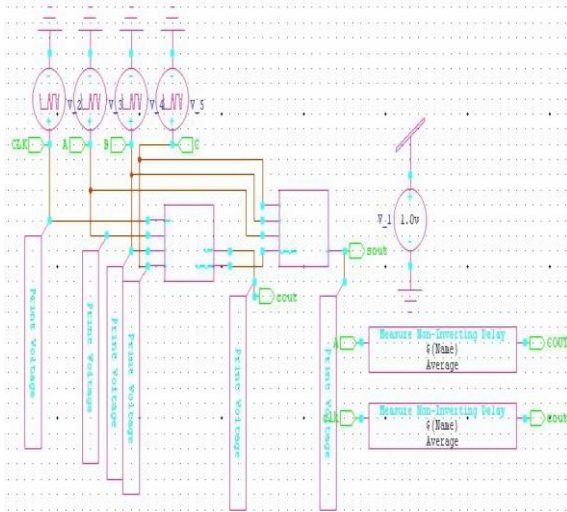 V_2
V_3
V_4
V_5
CLK
A
B
C
V_1
1.0v
sout
cout
Print Voltage
Print Voltage
Print Voltage
Print Voltage
Print Voltage
Print Voltage
A
Measure Non-Inverting Delay
&(Name)
Average
COUT
clk
Measure Non-Inverting Delay
&(Name)
Average
cout